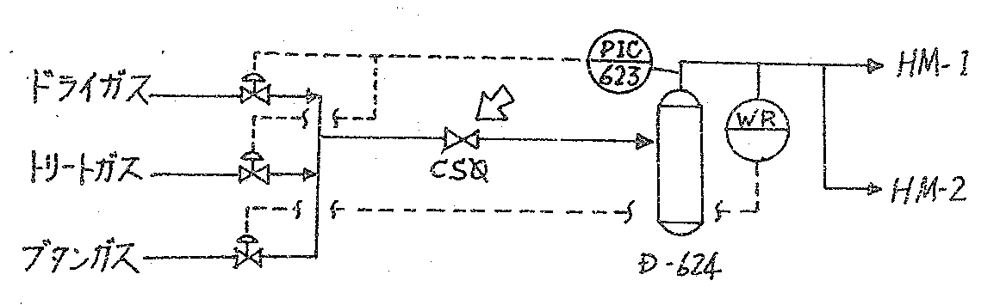 PIC
623
HM-1
ドライガス
WR
CSO
トリートガス
HM-2
ブタンガス
D-624